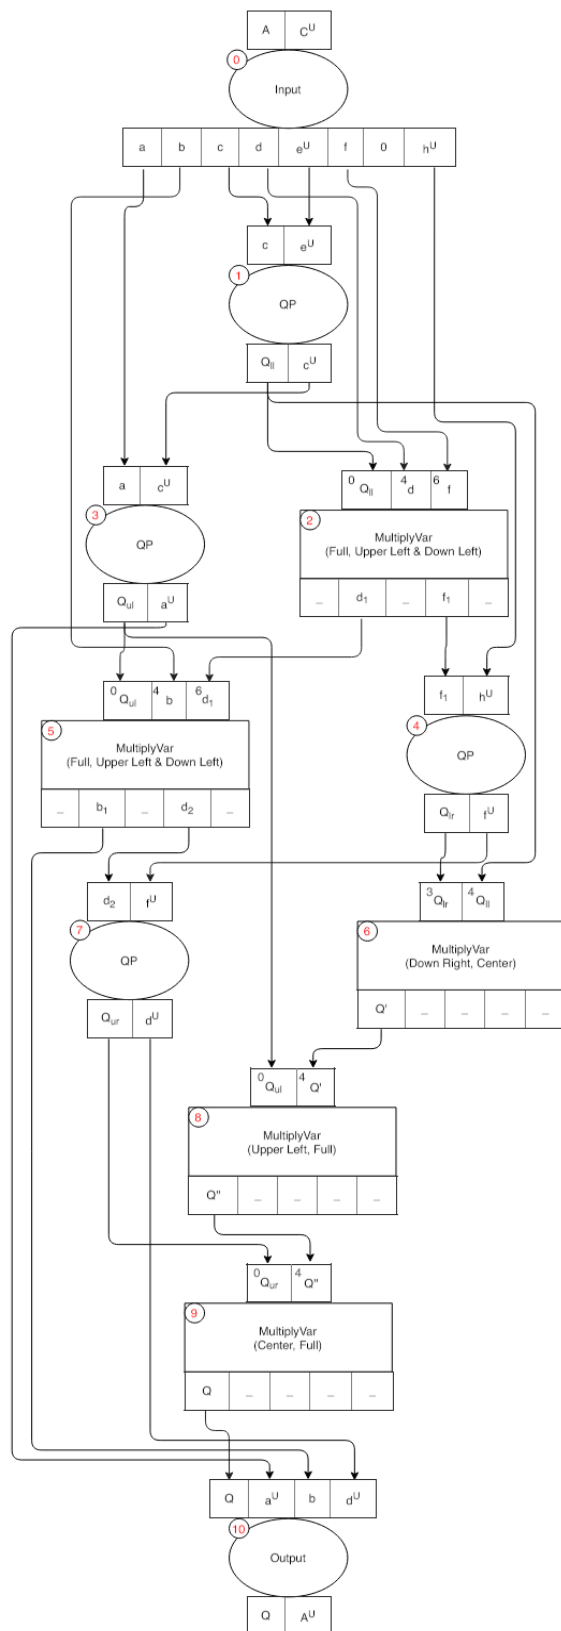 A C^U
0
Input
a b c d e^U f 0 h^U
c e^U
1
QP
Q_ll c^U
a c^U
3
QP
Q_ul a^U
0 Q_ll 4 d 6 f
2
MultiplyVar
(Full, Upper Left & Down Left)
_ d_1 _ f_1 _
0 Q_ul 4 b 6 d_1
5
MultiplyVar
(Full, Upper Left & Down Left)
_ b_1 _ d_2 _
f_1 h^U
4
QP
Q_lr f^U
d_2 f^U
7
QP
Q_ur d^U
3 Q_lr 4 Q_ll
6
MultiplyVar
(Down Right, Center)
Q' _ _ _ _
0 Q_ul 4 Q'
8
MultiplyVar
(Upper Left, Full)
Q" _ _ _ _
0 Q_ur 4 Q"
9
MultiplyVar
(Center, Full)
Q _ _ _ _
Q a^U b d^U
10
Output
Q A^U